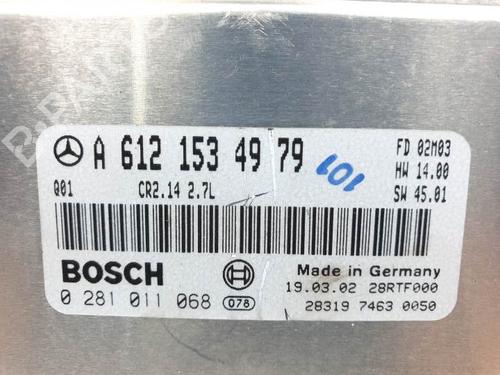 A 612 153 49 79
FD 02M03
HW 14.00
SW 45.01
Q01
CR2.14 2.7L
101
BOSCH
0 281 011 068
078
Made in Germany
19.03.02 28RTF000
28319 7463 0050
B-PARTS